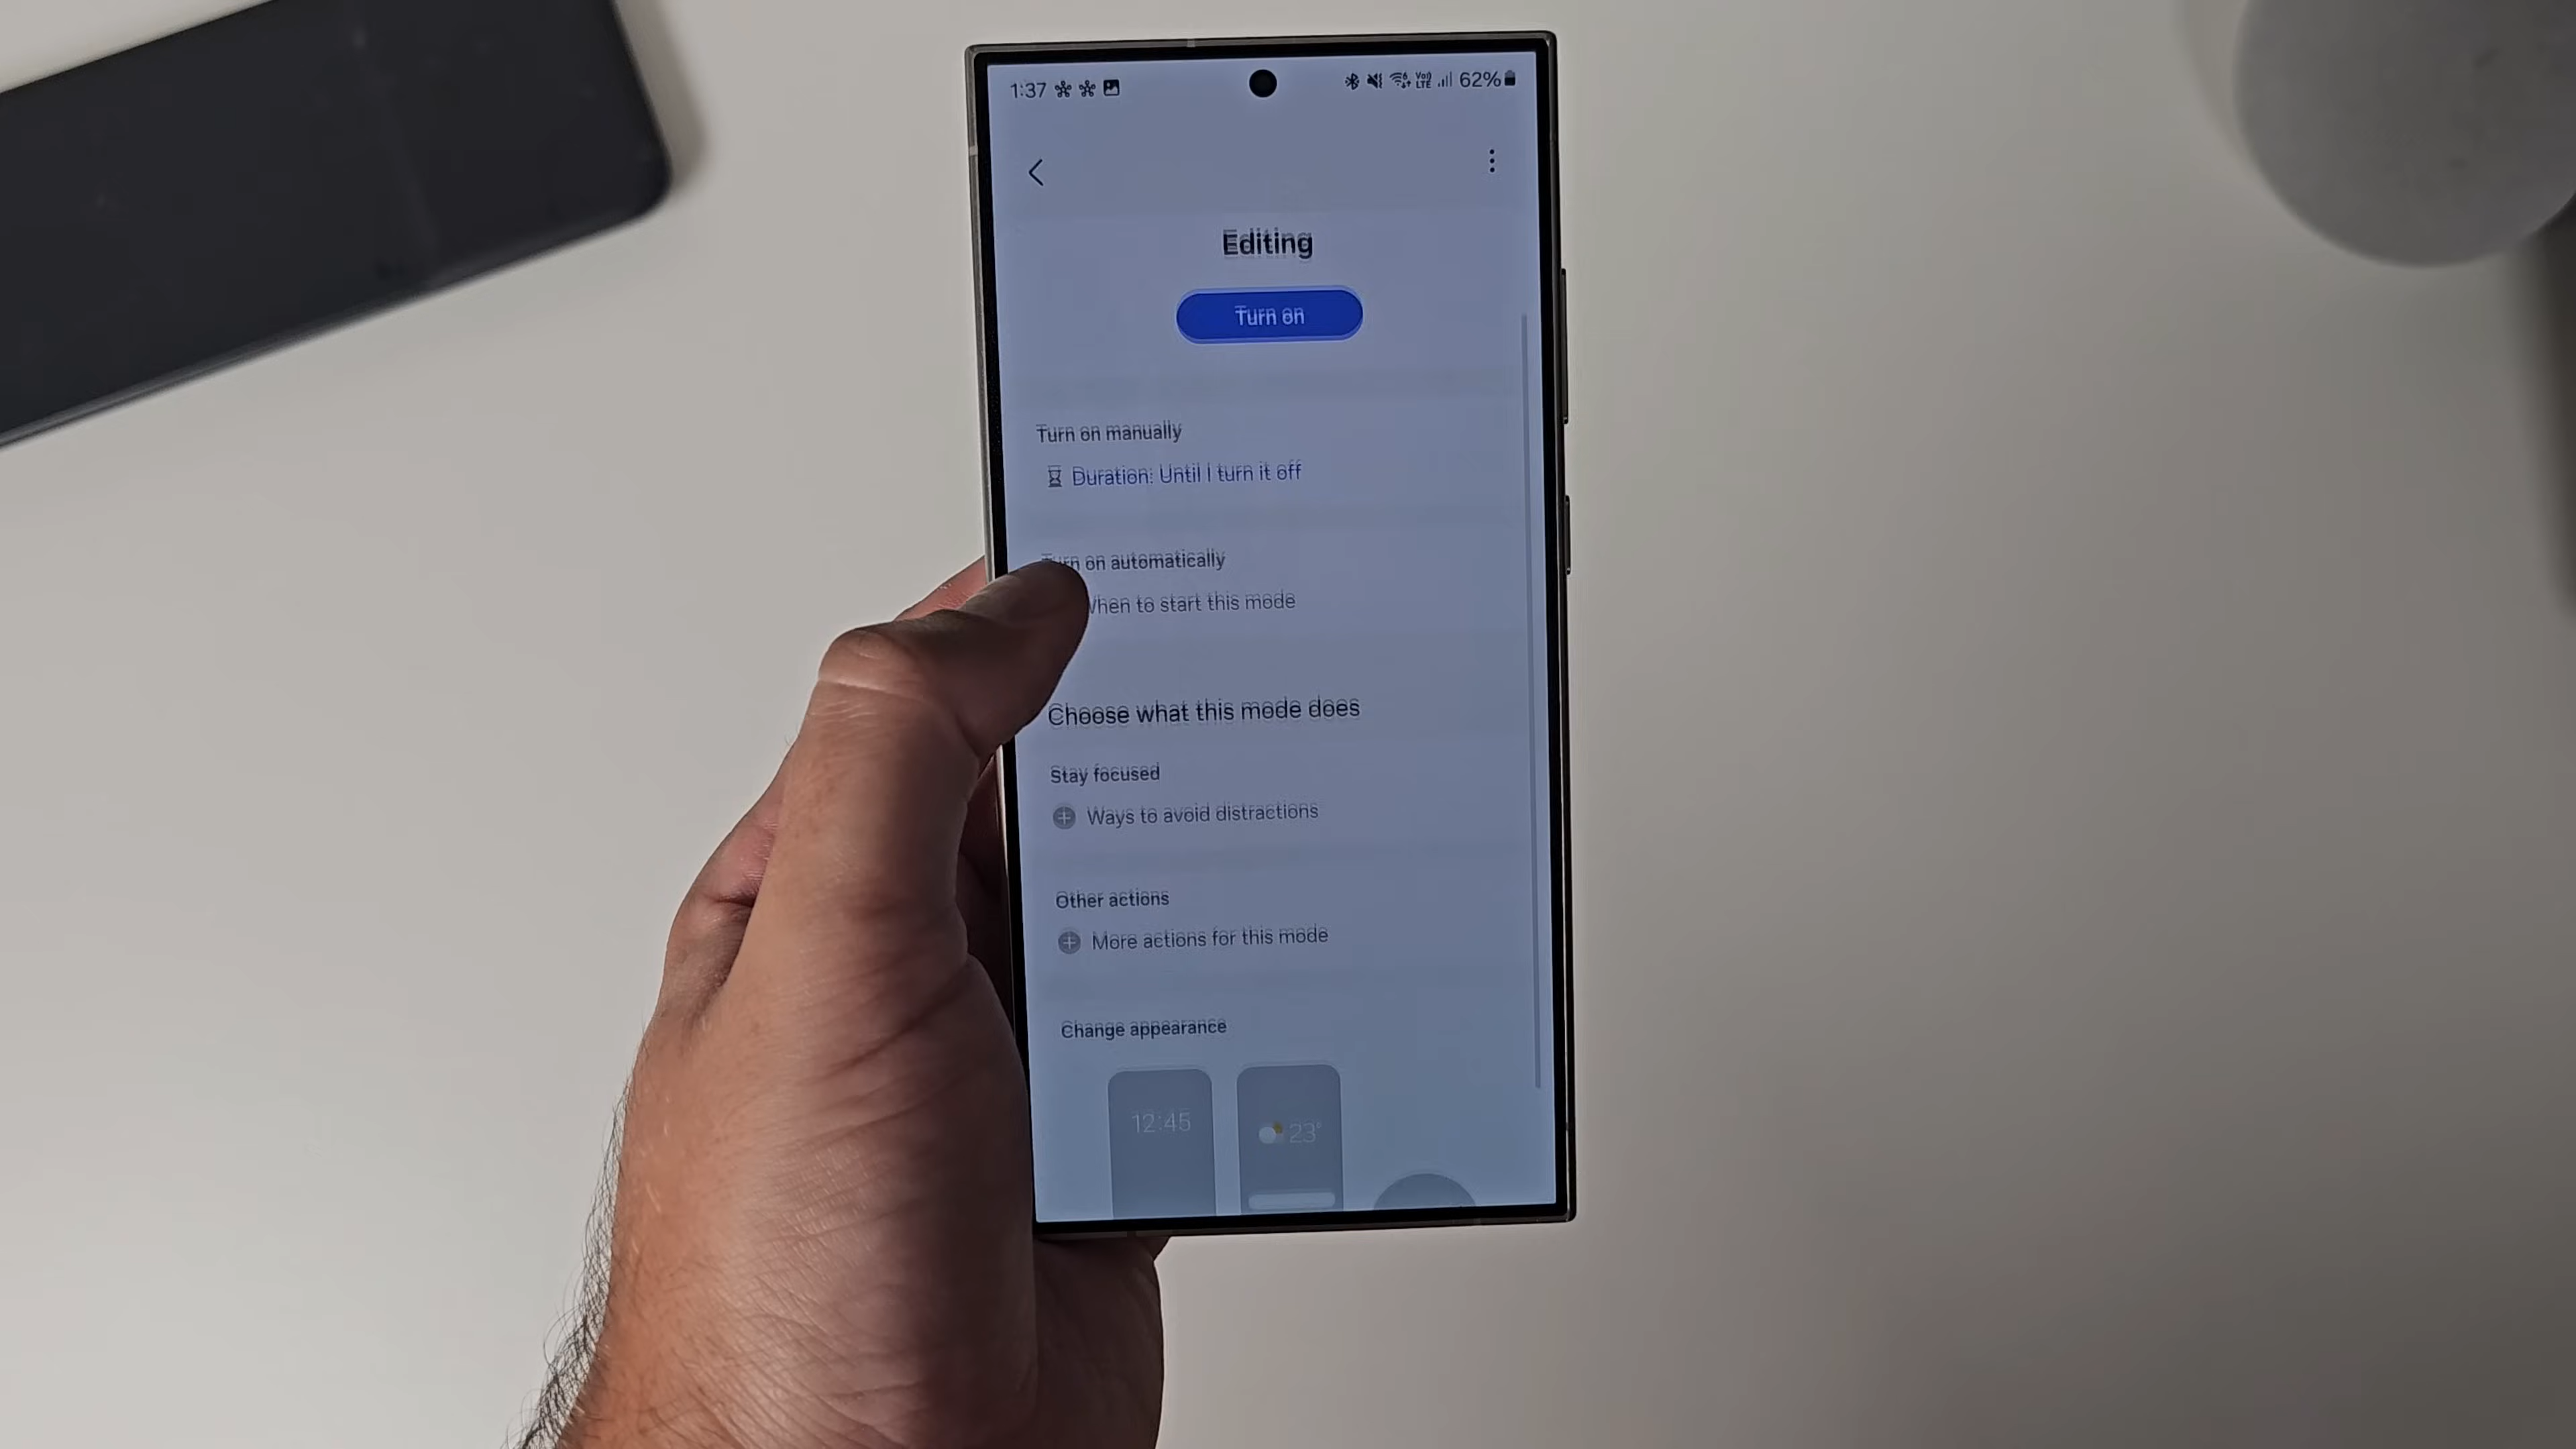 1:37 VoI) LTE 62%
Editing
Turn on
Turn on manually
Duration: Until I turn it off
Turn on automatically
When to start this mode
Choose what this mode does
Stay focused
Ways to avoid distractions
Other actions
More actions for this mode
Change appearance
12:45
23°